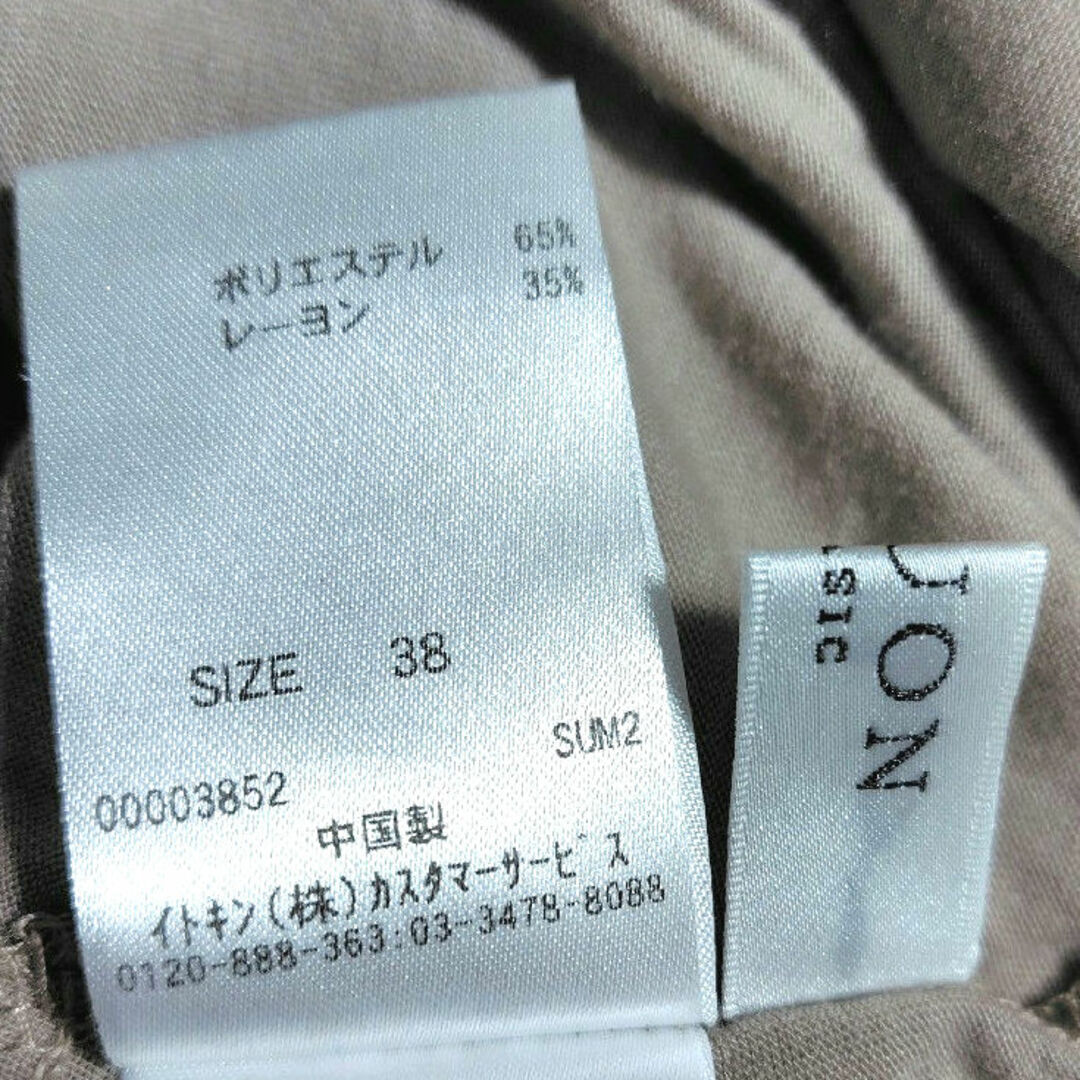 ポリエステル 65%
レーヨン 35%
SIZE 38
SUM2
00003852
中国製
イトキン(株)カスタマーサービス
0120-888-363:03-3478-8088
JON
SIC